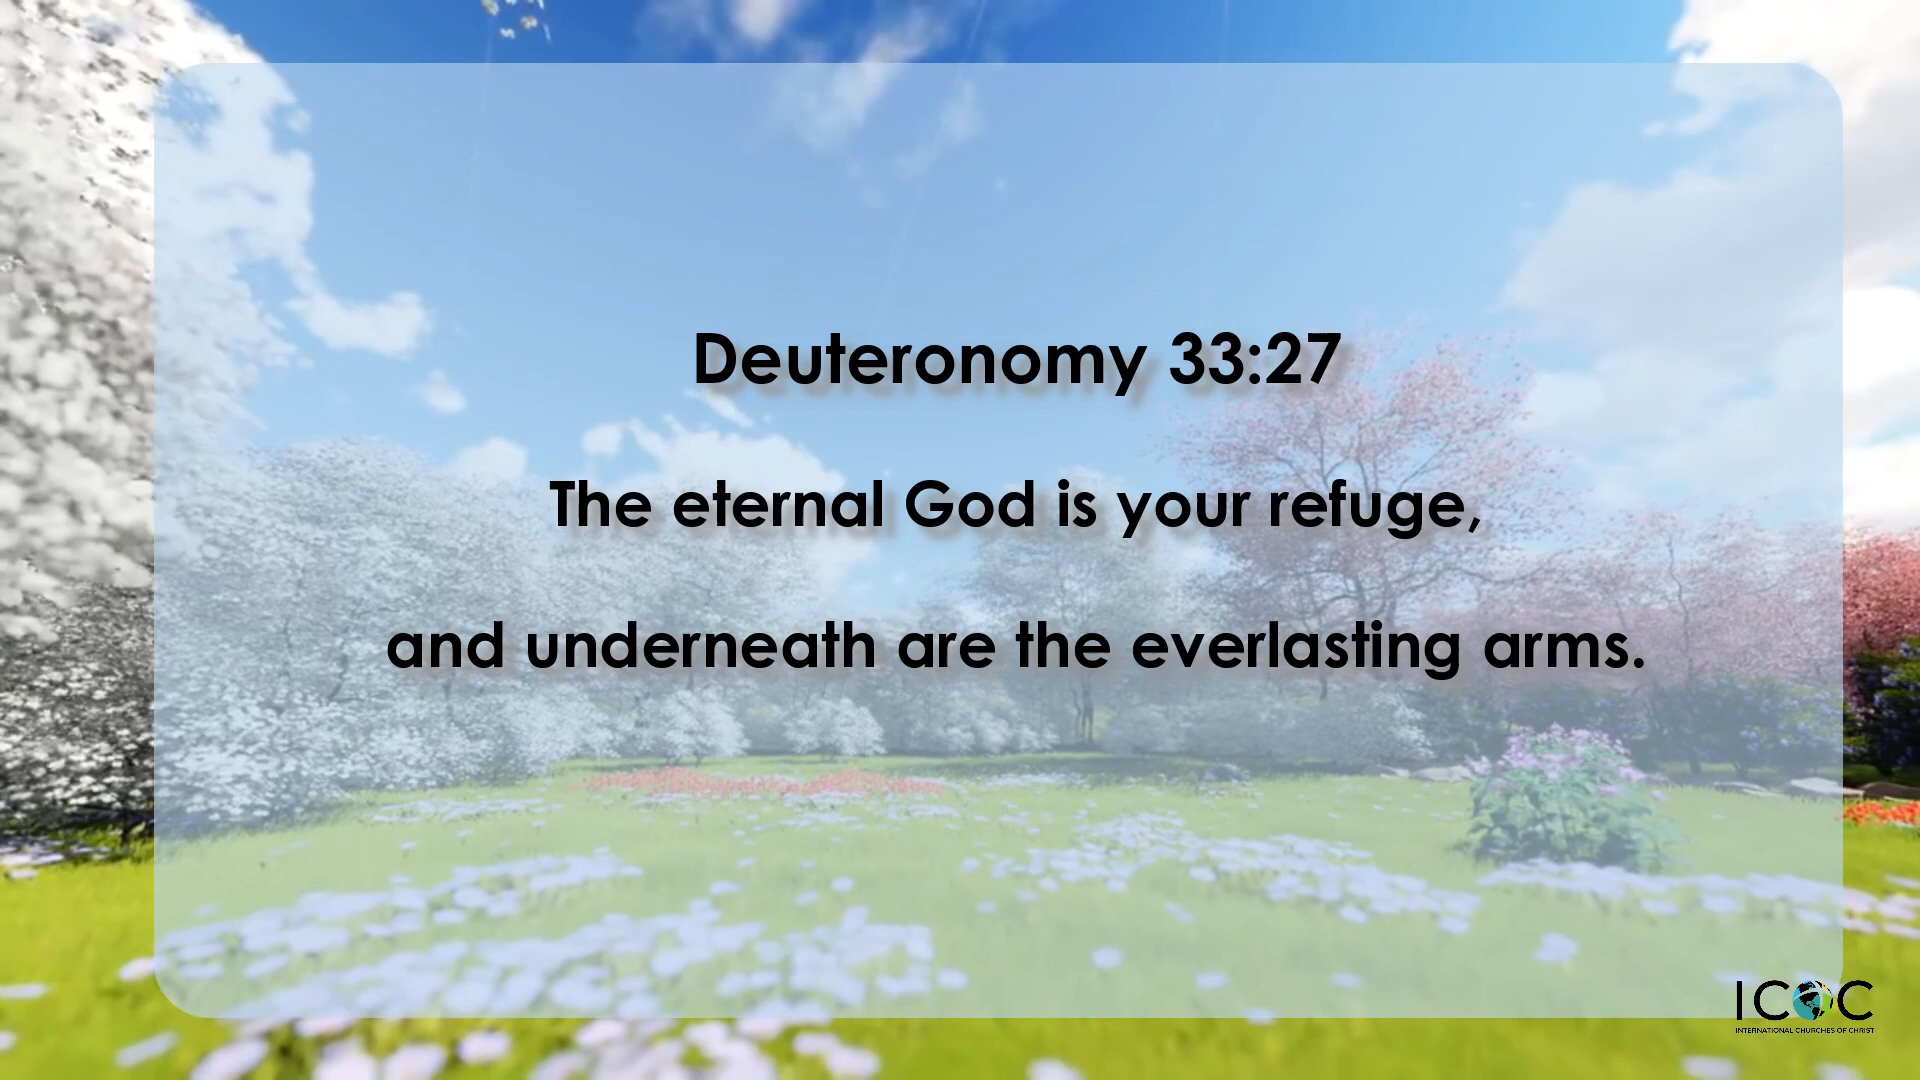 Deuteronomy 33:27
The eternal God is your refuge,
and underneath are the everlasting arms.
ICOC
INTERNATIONAL CHURCHES OF CHRIST